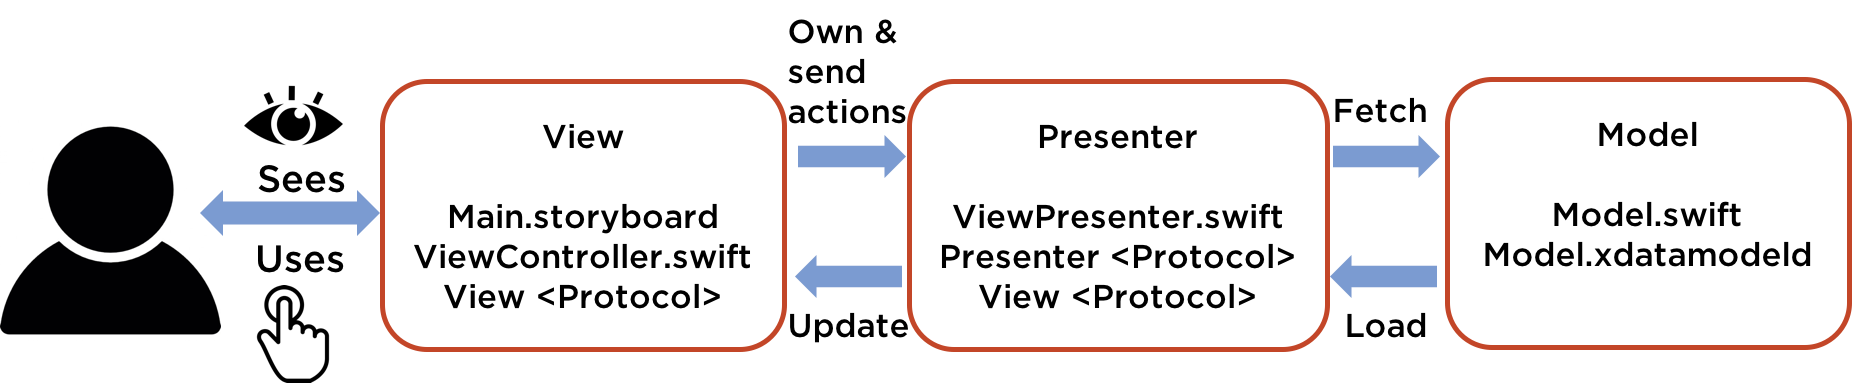 Sees
Uses
View
Main.storyboard
ViewController.swift
View <Protocol>
Own &
send
actions
Update
Presenter
ViewPresenter.swift
Presenter <Protocol>
View <Protocol>
Fetch
Load
Model
Model.swift
Model.xdatamodeld